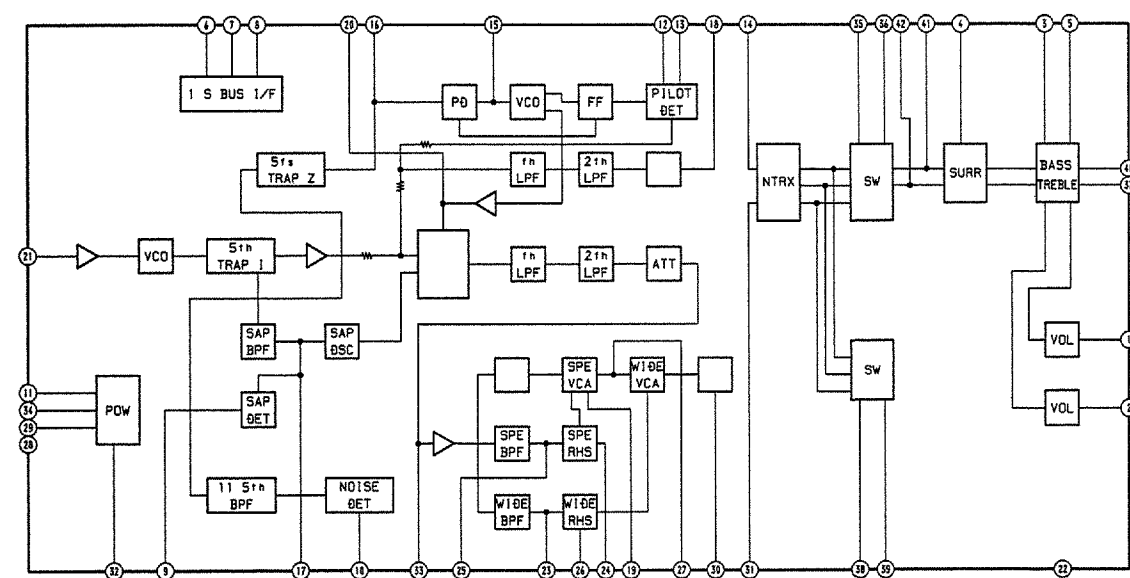 6 7 8 20 16 15 12 13 18 14 35 36 42 41 4 3 5
1 S BUS I/F
PD
VCO
FF
PILOT
DET
5fs
TRAP Z
fh
LPF
2fh
LPF
NTRX
SW
SURR
BASS
TREBLE
21
VCO
5th
TRAP I
fh
LPF
2fh
LPF
ATT
SAP
BPF
SAP
DSC
VOL
SW
SPE
VCA
WIDE
VCA
11
34
29
28
POW
SAP
DET
VOL
SPE
BPF
SPE
RMS
11 5th
BPF
NOISE
DET
WIDE
BPF
WIDE
RMS
32 9 17 10 33 25 23 26 24 19 27 30 31 38 39 22